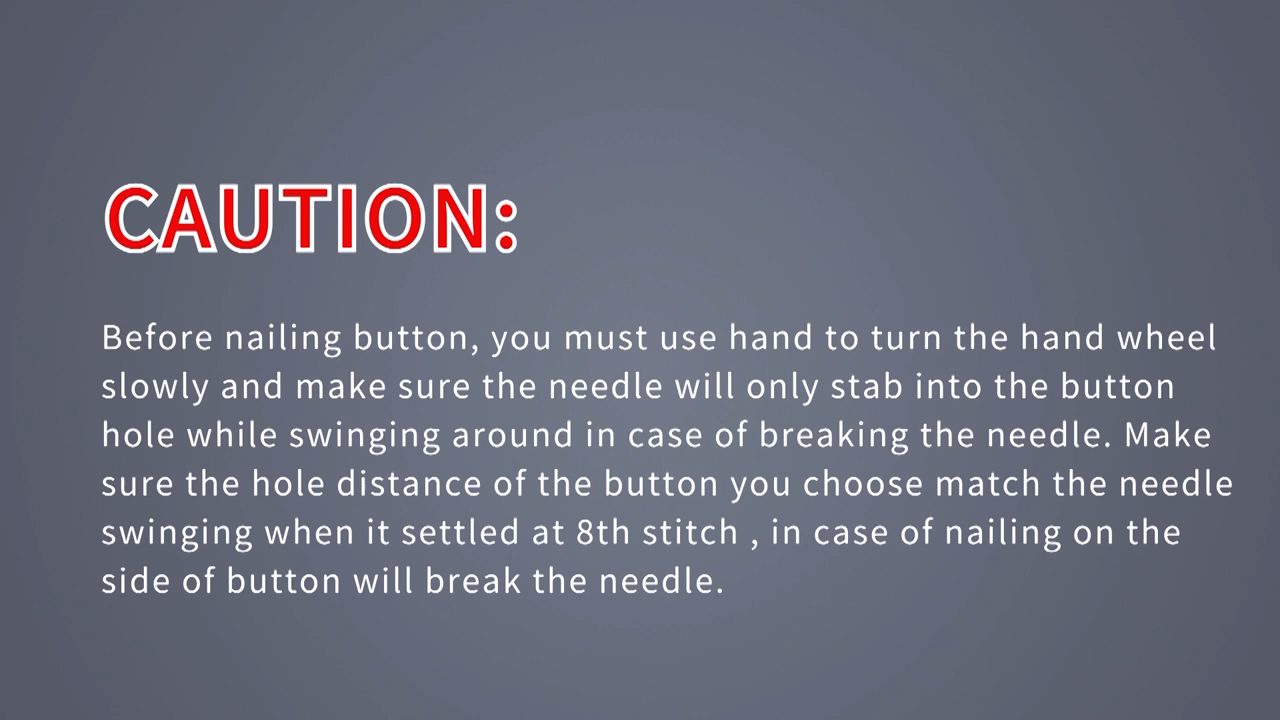 CAUTION:
Before nailing button, you must use hand to turn the hand wheel
slowly and make sure the needle will only stab into the button
hole while swinging around in case of breaking the needle. Make
sure the hole distance of the button you choose match the needle
swinging when it settled at 8th stitch , in case of nailing on the
side of button will break the needle.